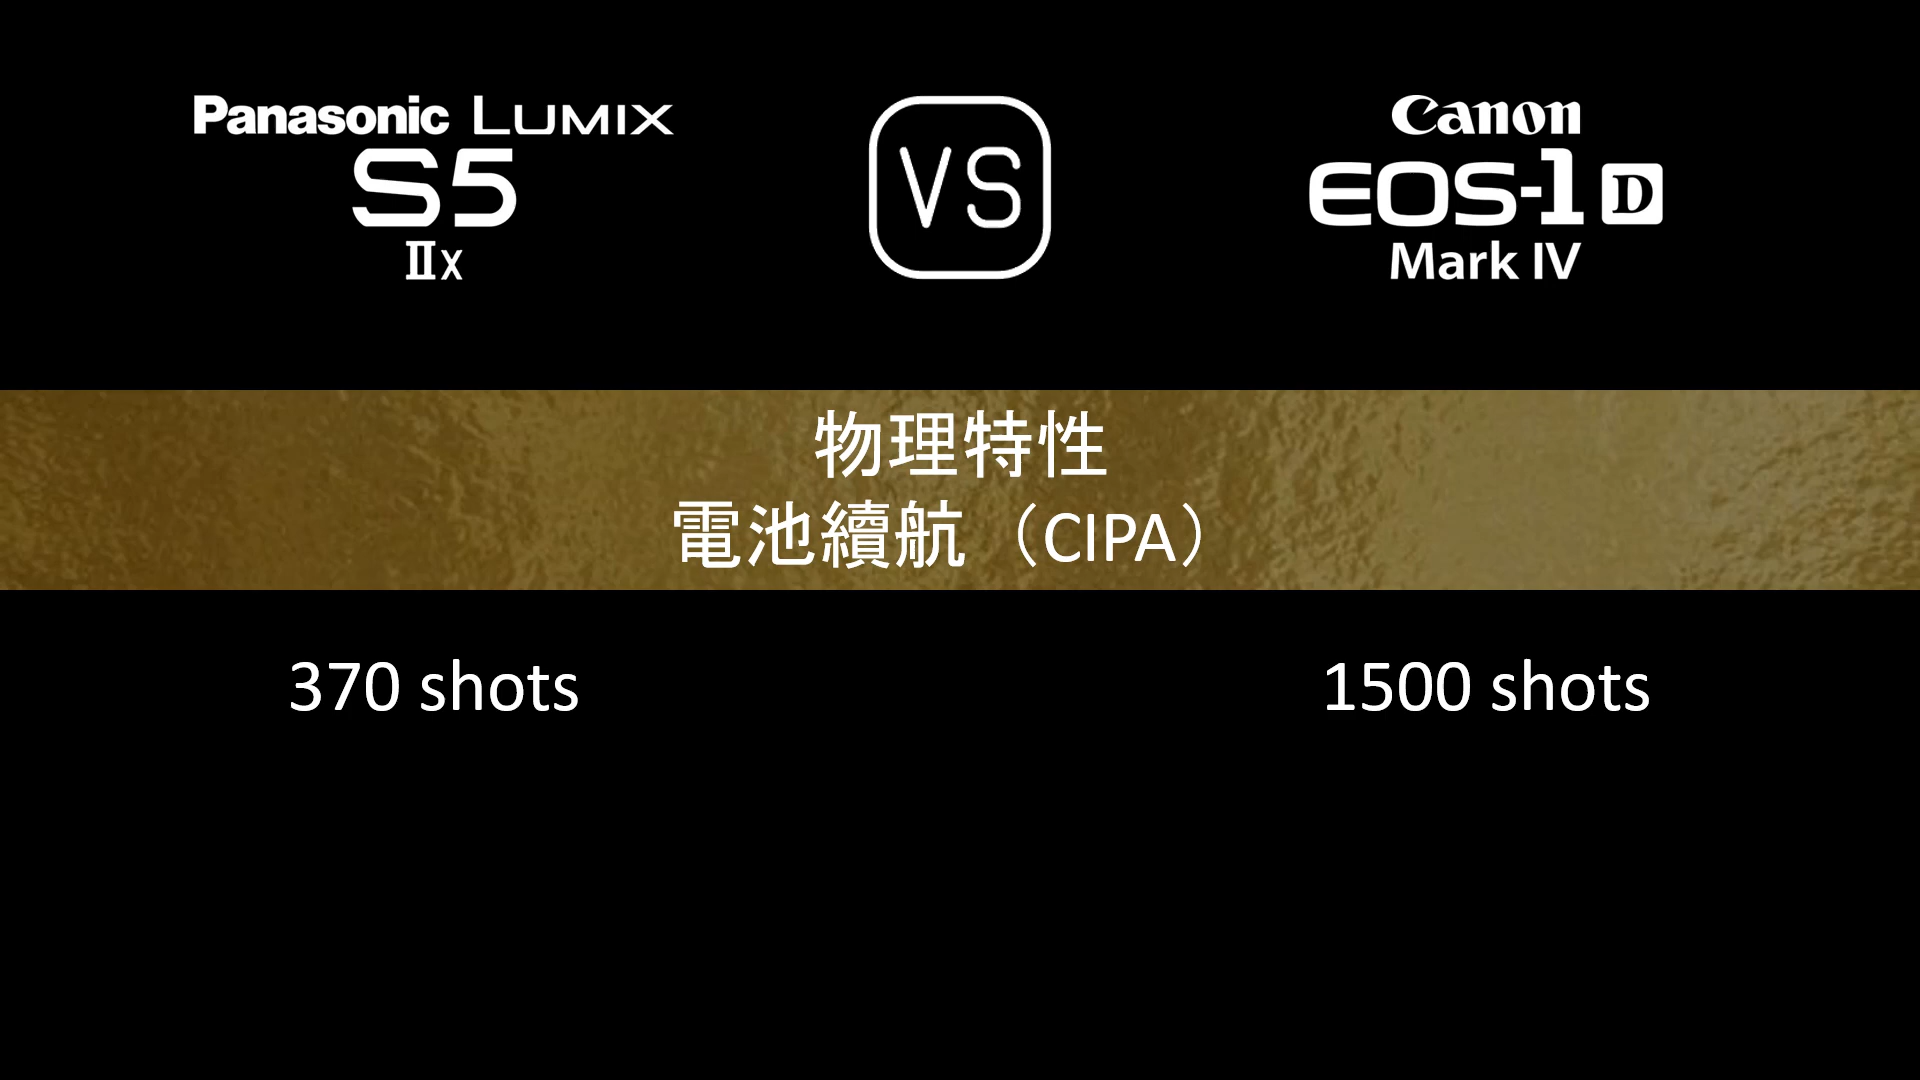 Panasonic LUMIX
S5
IIX
VS
Canon
EOS-1 D
Mark IV
物理特性
電池續航（CIPA）
370 shots
1500 shots